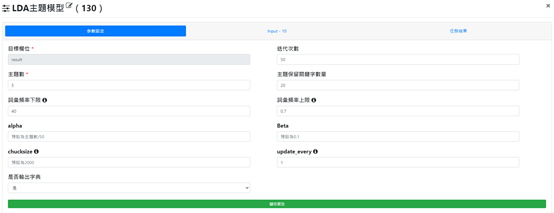 LDA主題模型 (130)
參數設定
Input - 10
任務結果
目標欄位 *
result
迭代次數
50
主題數 *
5
主題保留關鍵字數量
20
詞彙頻率下限
40
詞彙頻率上限
0.7
alpha
預設為主題數/50
Beta
預設為0.1
chucksize
預設為2000
update_every
1
是否輸出字典
是
儲存更改